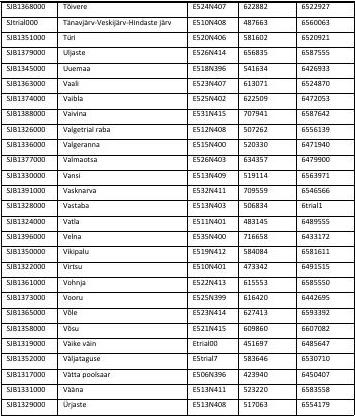 SJB1368000 Tõivere E524N407 622882 6522927
SJtrial000 Tänavjärv-Veskijärv-Hindaste järv E510N408 487663 6560063
SJB1351000 Türi E520N406 581602 6520921
SJB1379000 Uljaste E526N414 656835 6587555
SJB1345000 Uuemaa E518N396 541634 6426933
SJB1363000 Vaali E523N407 613071 6524870
SJB1374000 Vaibla E525N402 622509 6472053
SJB1388000 Vaivina E531N415 707941 6587642
SJB1326000 Valgetrial raba E512N408 507262 6556139
SJB1336000 Valgeranna E515N400 520330 6471940
SJB1377000 Valmaotsa E526N403 634357 6479900
SJB1330000 Vansi E513N409 519114 6563971
SJB1391000 Vasknarva E532N411 709559 6546566
SJB1328000 Vastaba E513N403 506834 6trial1
SJB1324000 Vatla E511N401 483145 6489555
SJB1396000 Velna E535N400 716658 6433172
SJB1350000 Vikipalu E519N412 584084 6581611
SJB1322000 Virtsu E510N401 473342 6491515
SJB1361000 Vohnja E522N413 615553 6585550
SJB1373000 Vooru E525N399 616420 6442695
SJB1365000 Võle E523N414 627413 6593392
SJB1358000 Võsu E521N415 609860 6607082
SJB1319000 Väike väin Etrial00 451697 6485647
SJB1352000 Väljataguse E5trial7 583646 6530710
SJB1317000 Vätta poolsaar E506N396 423940 6450407
SJB1331000 Vääna E513N411 523220 6583558
SJB1329000 Ürjaste E513N408 517063 6554179